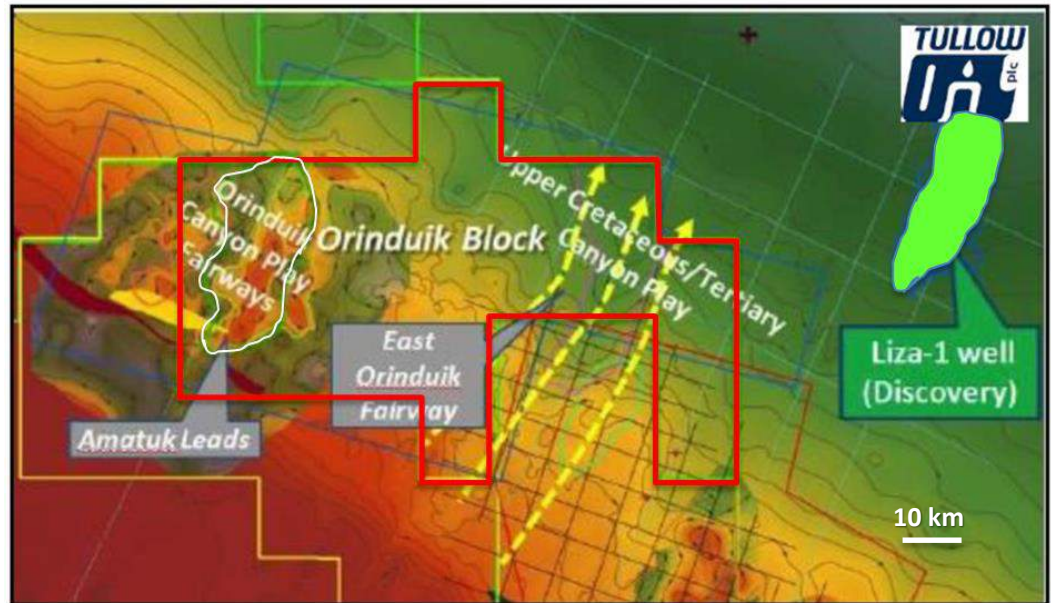 TULLOW
Oil
plc
Upper Cretaceous/Tertiary
Canyon Play
Orinduik
Canyon Play
Fairways
Orinduik Block
East
Orinduik
Fairway
Liza-1 well
(Discovery)
Amatuk Leads
10 km